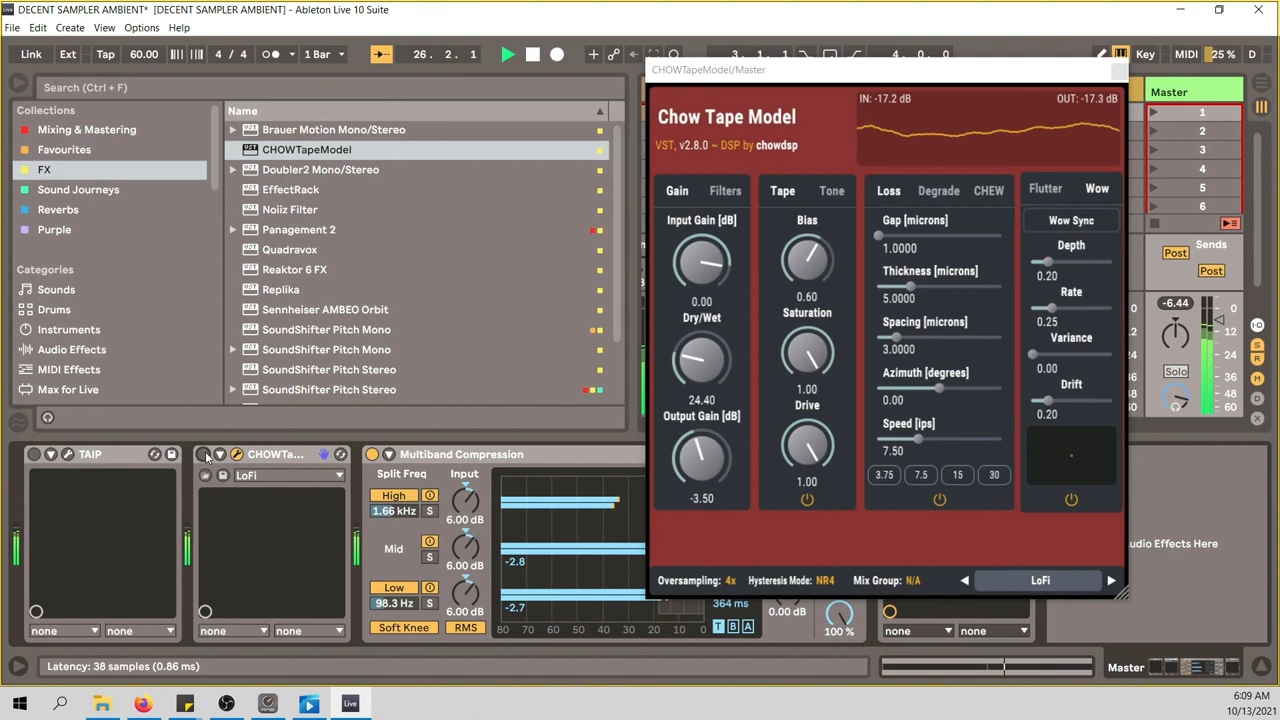 DECENT SAMPLER AMBIENT* [DECENT SAMPLER AMBIENT] - Ableton Live 10 Suite
File Edit Create View Options Help
Link Ext Tap 60.00 4 / 4 1 Bar 26. 2. 1 3. 1. 1 4. 0. 0 Key MIDI 25 % D
Search (Ctrl + F)
Collections
Mixing & Mastering
Favourites
FX
Sound Journeys
Reverbs
Purple
Categories
Sounds
Drums
Instruments
Audio Effects
MIDI Effects
Max for Live
Name
Brauer Motion Mono/Stereo
CHOWTapeModel
Doubler2 Mono/Stereo
EffectRack
Noiiz Filter
Panagement 2
Quadravox
Reaktor 6 FX
Replika
Sennheiser AMBEO Orbit
SoundShifter Pitch Mono
SoundShifter Pitch Mono
SoundShifter Pitch Stereo
SoundShifter Pitch Stereo
CHOWTapeModel/Master
Chow Tape Model
VST, v2.8.0 ~ DSP by chowdsp
IN: -17.2 dB
OUT: -17.3 dB
Gain Filters
Input Gain [dB]
0.00
Dry/Wet
24.40
Output Gain [dB]
-3.50
Tape Tone
Bias
0.60
Saturation
1.00
Drive
1.00
Loss Degrade CHEW
Gap [microns]
1.0000
Thickness [microns]
5.0000
Spacing [microns]
3.0000
Azimuth [degrees]
0.00
Speed [ips]
7.50
3.75 7.5 15 30
Flutter Wow
Wow Sync
Depth
0.20
Rate
0.25
Variance
0.00
Drift
0.20
Oversampling: 4x Hysteresis Mode: NR4 Mix Group: N/A LoFi
Master
1
2
3
4
5
6
Sends
Post
Post
-6.44
0
12
36
48
60
Solo
S
R
M
D
X
TAIP
none none
CHOWTa...
LoFi
none none
Multiband Compression
Split Freq Input
High S 6.00 dB
1.66 kHz
Mid S 6.00 dB
Low S 6.00 dB
98.3 Hz
Soft Knee RMS
-2.8
-2.7
80 70 60 50 40 30 20 10 0
364 ms
T B A
0.00 dB
100 %
none none
udio Effects Here
Latency: 38 samples (0.86 ms)
Master
Live
6:09 AM
10/13/2021